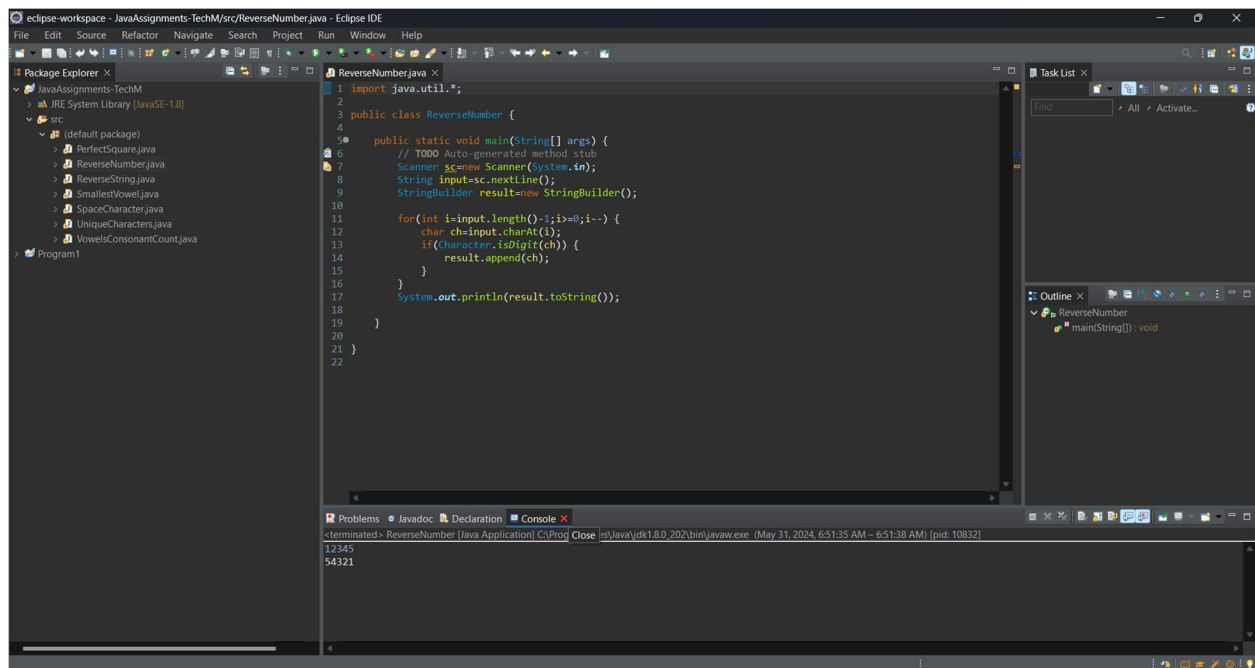 eclipse-workspace - JavaAssignments-TechM/src/ReverseNumber.java - Eclipse IDE
File Edit Source Refactor Navigate Search Project Run Window Help
Package Explorer
JavaAssignments-TechM
JRE System Library [JavaSE-1.8]
src
(default package)
PerfectSquare.java
ReverseNumber.java
ReverseString.java
SmallestVowel.java
SpaceCharacter.java
UniqueCharacters.java
VowelsConsonantCount.java
Program1
ReverseNumber.java
1 import java.util.*;
2
3 public class ReverseNumber {
4
5 public static void main(String[] args) {
6 // TODO Auto-generated method stub
7 Scanner sc=new Scanner(System.in);
8 String input=sc.nextLine();
9 StringBuilder result=new StringBuilder();
10
11 for(int i=input.length()-1;i>=0;i--) {
12 char ch=input.charAt(i);
13 if(Character.isDigit(ch)) {
14 result.append(ch);
15 }
16 }
17 System.out.println(result.toString());
18
19 }
20
21 }
22
Task List
Find All Activate...
Outline
ReverseNumber
main(String[]) : void
Problems Javadoc Declaration Console
<terminated> ReverseNumber [Java Application] C:\Prog Close es\Java\jdk1.8.0_202\bin\javaw.exe (May 31, 2024, 6:51:35 AM – 6:51:38 AM) [pid: 10832]
12345
54321